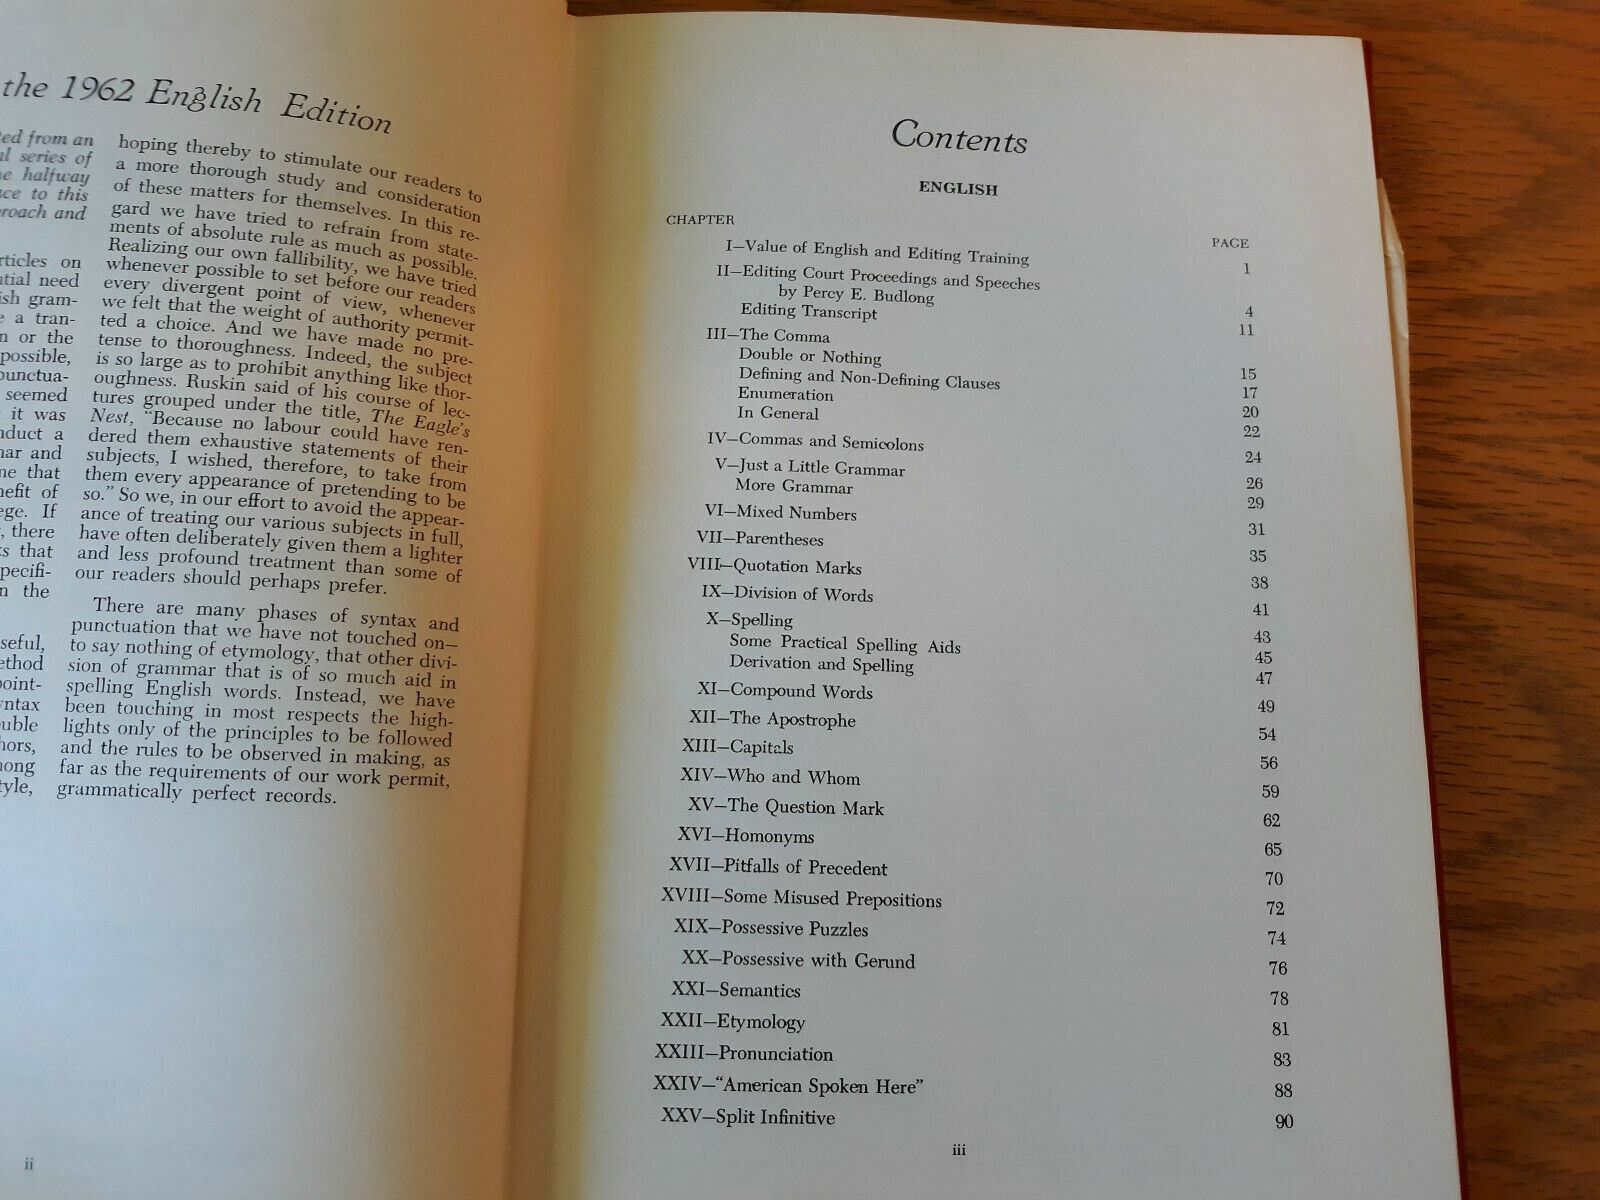 the 1962 English Edition
ted from an
al series of
e halfway
nce to this
roach and
rticles on
ntial need
ish gram-
e a tran-
n or the
possible,
punctua-
seemed
it was
nduct a
nar and
me that
nefit of
ege. If
, there
ts that
pecifi-
n the
seful,
ethod
point-
yntax
uble
hors,
nong
tyle,
hoping thereby to stimulate our readers to
a more thorough study and consideration
of these matters for themselves. In this re-
gard we have tried to refrain from state-
ments of absolute rule as much as possible.
Realizing our own fallibility, we have tried
whenever possible to set before our readers
every divergent point of view, whenever
we felt that the weight of authority permit-
ted a choice. And we have made no pre-
tense to thoroughness. Indeed, the subject
is so large as to prohibit anything like thor-
oughness. Ruskin said of his course of lec-
tures grouped under the title, The Eagle's
Nest, "Because no labour could have ren-
dered them exhaustive statements of their
subjects, I wished, therefore, to take from
them every appearance of pretending to be
so." So we, in our effort to avoid the appear-
ance of treating our various subjects in full,
have often deliberately given them a lighter
and less profound treatment than some of
our readers should perhaps prefer.
There are many phases of syntax and
punctuation that we have not touched on—
to say nothing of etymology, that other divi-
sion of grammar that is of so much aid in
spelling English words. Instead, we have
been touching in most respects the high-
lights only of the principles to be followed
and the rules to be observed in making, as
far as the requirements of our work permit,
grammatically perfect records.
ii
Contents
ENGLISH
CHAPTER PAGE
I—Value of English and Editing Training 1
II—Editing Court Proceedings and Speeches
by Percy E. Budlong 4
Editing Transcript 11
III—The Comma
Double or Nothing 15
Defining and Non-Defining Clauses 17
Enumeration 20
In General 22
IV—Commas and Semicolons 24
V—Just a Little Grammar 26
More Grammar 29
VI—Mixed Numbers 31
VII—Parentheses 35
VIII—Quotation Marks 38
IX—Division of Words 41
X—Spelling 43
Some Practical Spelling Aids 45
Derivation and Spelling 47
XI—Compound Words 49
XII—The Apostrophe 54
XIII—Capitals 56
XIV—Who and Whom 59
XV—The Question Mark 62
XVI—Homonyms 65
XVII—Pitfalls of Precedent 70
XVIII—Some Misused Prepositions 72
XIX—Possessive Puzzles 74
XX—Possessive with Gerund 76
XXI—Semantics 78
XXII—Etymology 81
XXIII—Pronunciation 83
XXIV—"American Spoken Here" 88
XXV—Split Infinitive 90
iii